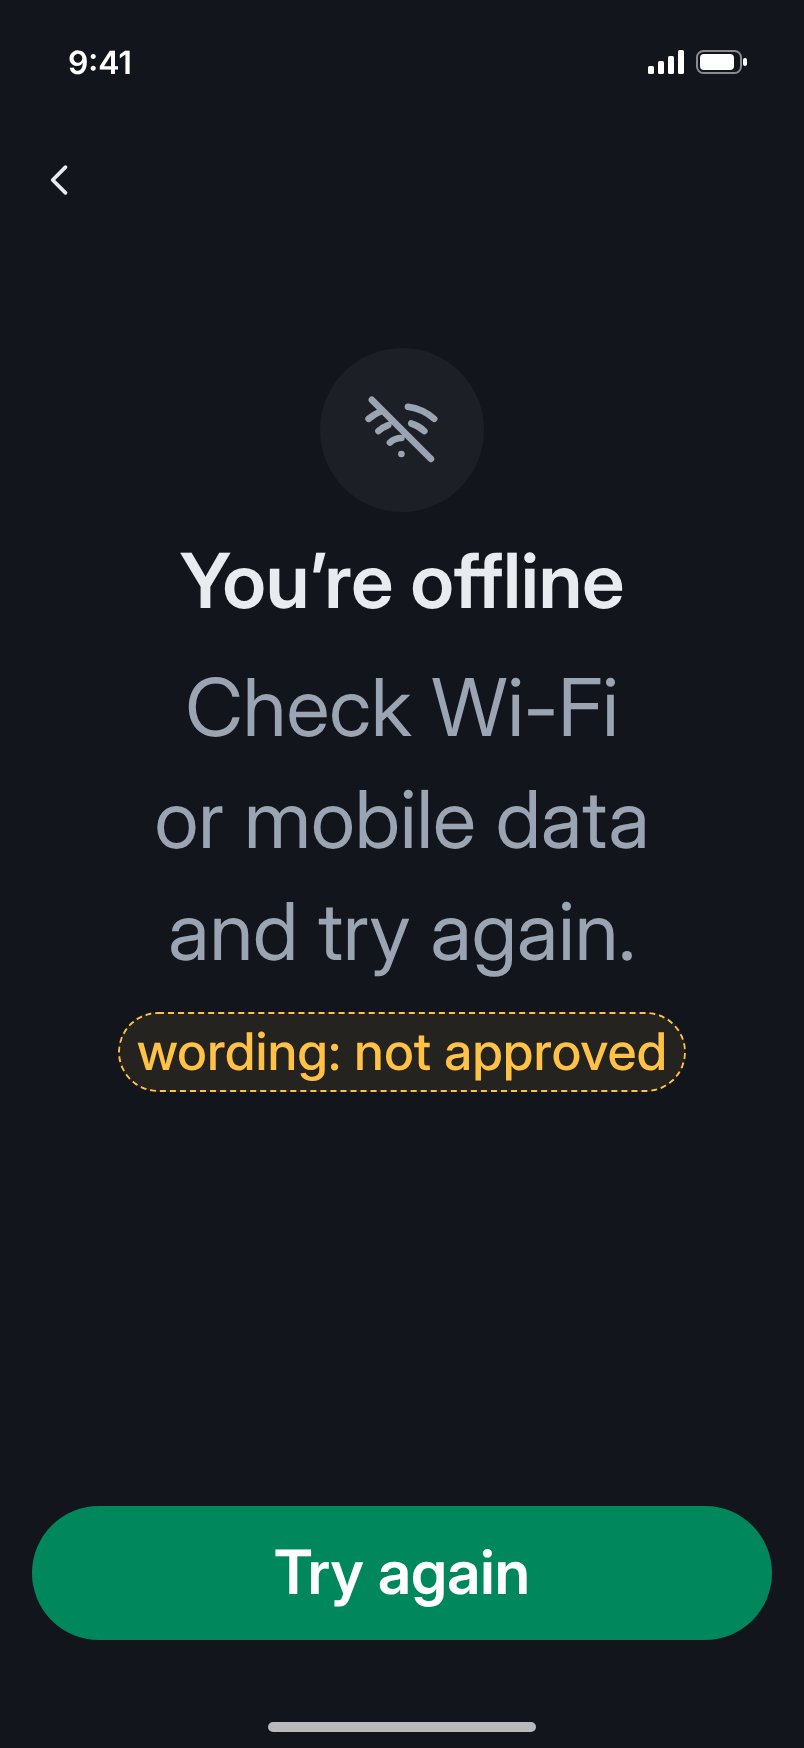 9:41
You’re offline
Check Wi-Fi
or mobile data
and try again.
wording: not approved
Try again